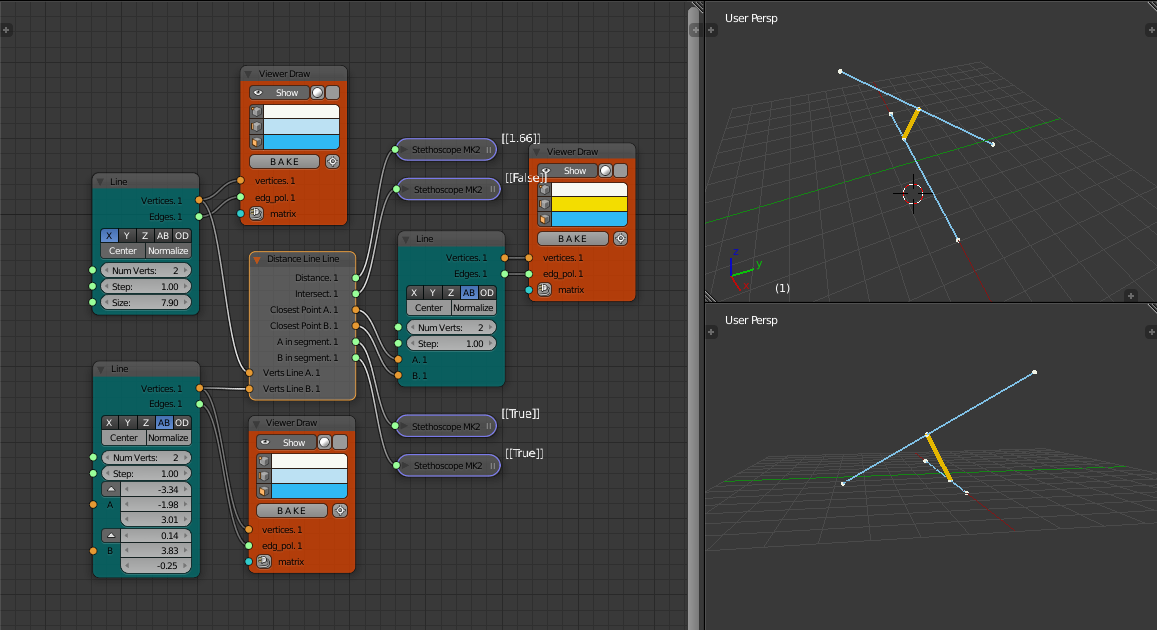 Viewer Draw
Show
BAKE
vertices. 1
edg_pol. 1
matrix
Line
Vertices. 1
Edges. 1
X Y Z AB OD
Center Normalize
Num Verts: 2
Step: 1.00
Size: 7.90
Distance Line Line
Distance. 1
Intersect. 1
Closest Point A. 1
Closest Point B. 1
A in segment. 1
B in segment. 1
Verts Line A. 1
Verts Line B. 1
Stethoscope MK2
[[1.66]]
Stethoscope MK2
[[False]]
Viewer Draw
Show
BAKE
vertices. 1
edg_pol. 1
matrix
Line
Vertices. 1
Edges. 1
X Y Z AB OD
Center Normalize
Num Verts: 2
Step: 1.00
A. 1
B. 1
Line
Vertices. 1
Edges. 1
X Y Z AB OD
Center Normalize
Num Verts: 2
Step: 1.00
A
-3.34
-1.98
3.01
B
0.14
3.83
-0.25
Viewer Draw
Show
BAKE
vertices. 1
edg_pol. 1
matrix
Stethoscope MK2
[[True]]
Stethoscope MK2
[[True]]
User Persp
z
y
(1)
User Persp